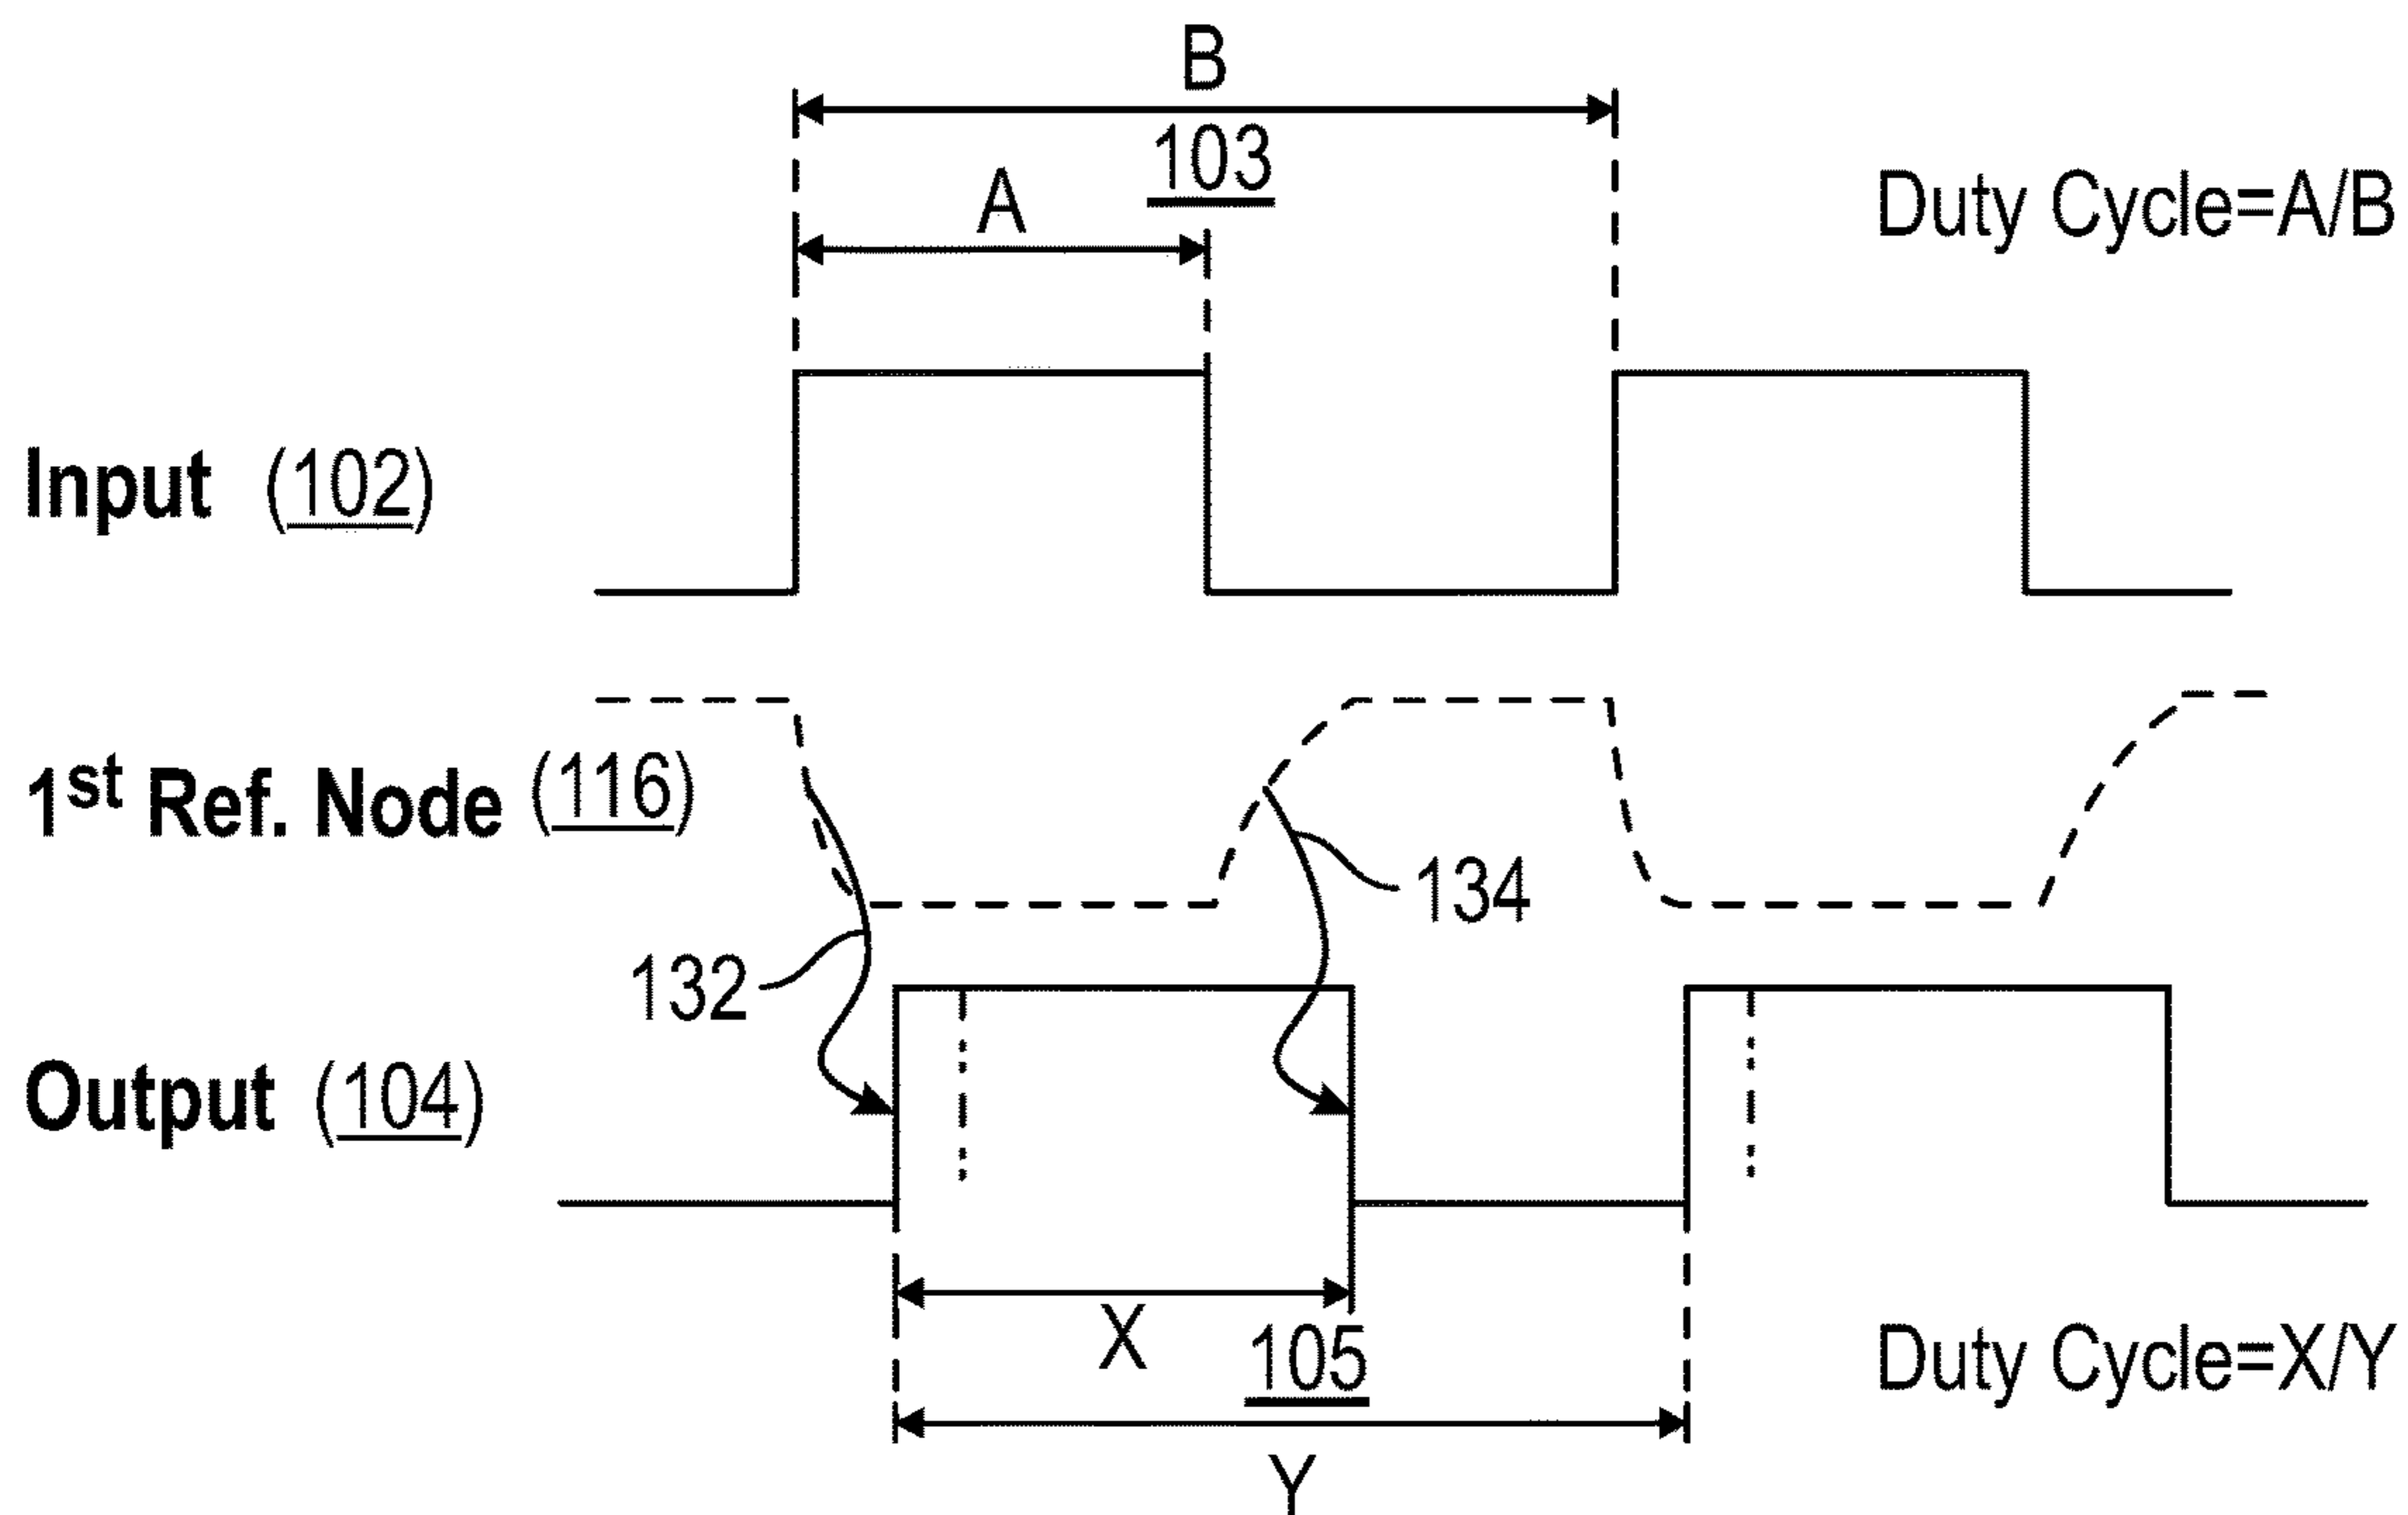 B
103
A
Duty Cycle=A/B
Input (102)
1st Ref. Node (116)
134
132
Output (104)
X
105
Duty Cycle=X/Y
Y